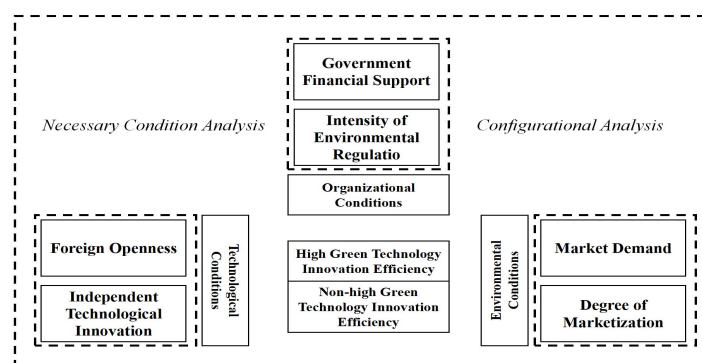 Government
Financial Support
Intensity of
Environmental
Regulatio
Necessary Condition Analysis
Configurational Analysis
Organizational
Conditions
Foreign Openness
Independent
Technological
Innovation
Technological
Conditions
High Green Technology
Innovation Efficiency
Non-high Green
Technology Innovation
Efficiency
Environmental
Conditions
Market Demand
Degree of
Marketization